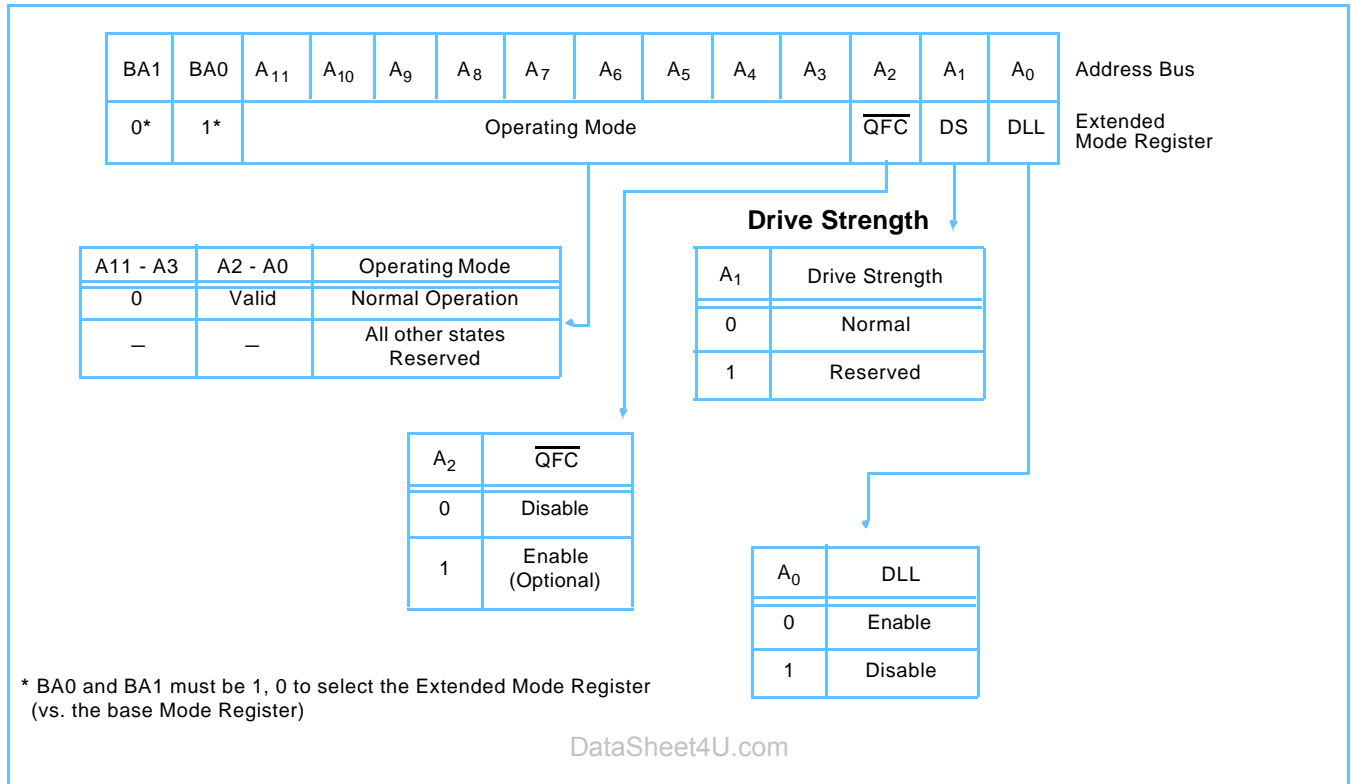 BA1 BA0 A11 A10 A9 A8 A7 A6 A5 A4 A3 A2 A1 A0 Address Bus
0* 1* Operating Mode Q̅F̅C̅ DS DLL Extended
Mode Register
Drive Strength
A11 - A3 A2 - A0 Operating Mode
0 Valid Normal Operation
– – All other states
Reserved
A1 Drive Strength
0 Normal
1 Reserved
A2 Q̅F̅C̅
0 Disable
1 Enable
(Optional)
A0 DLL
0 Enable
1 Disable
* BA0 and BA1 must be 1, 0 to select the Extended Mode Register
(vs. the base Mode Register)
DataSheet4U.com